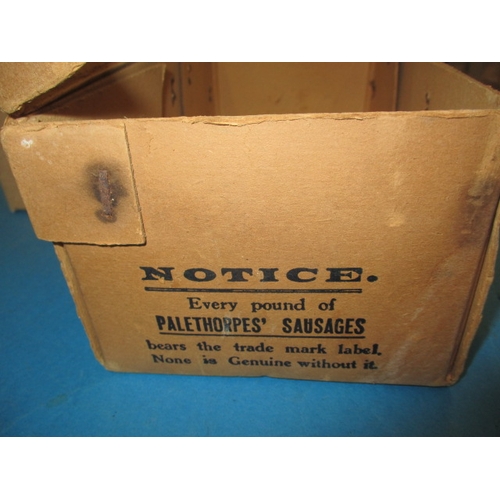 NOTICE.
Every pound of
PALETHORPES' SAUSAGES
bears the trade mark label.
None is Genuine without it.